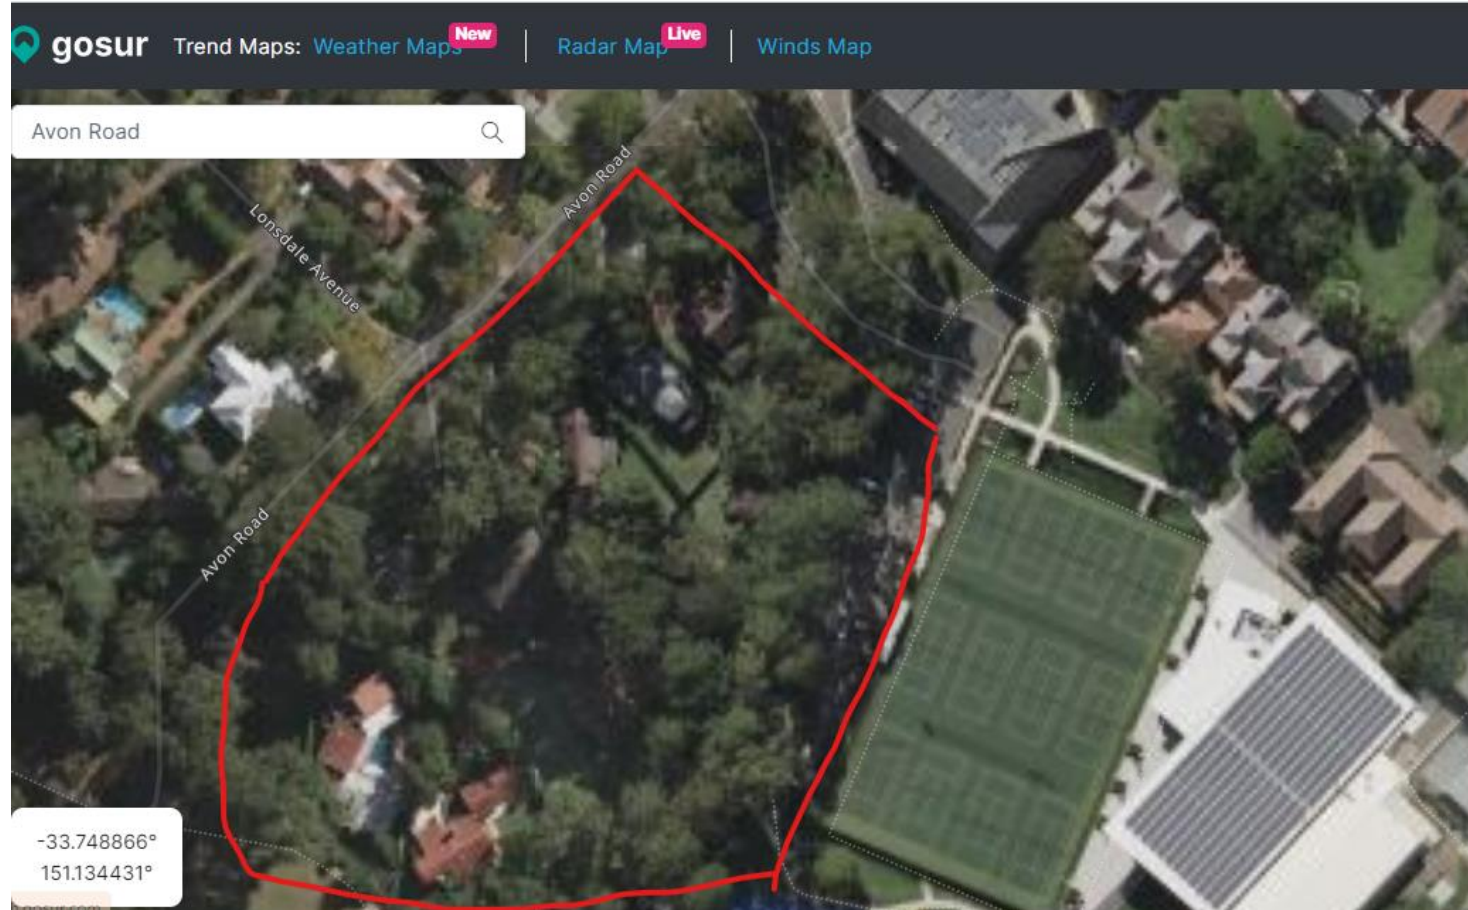 gosur Trend Maps: Weather Maps New Radar Map Live Winds Map
Avon Road
Avon Road
Lonsdale Avenue
Avon Road
-33.748866°
151.134431°